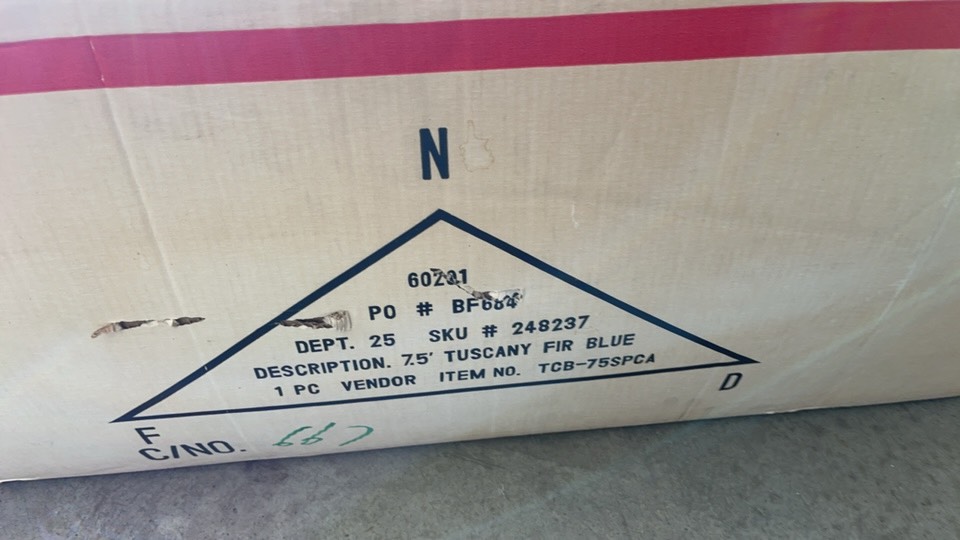 N
PO # BF684
DEPT. 25 SKU # 248237
DESCRIPTION. 7.5' TUSCANY FIR BLUE
1 PC VENDOR ITEM NO. TCB-75SPCA
F
D
C/NO.